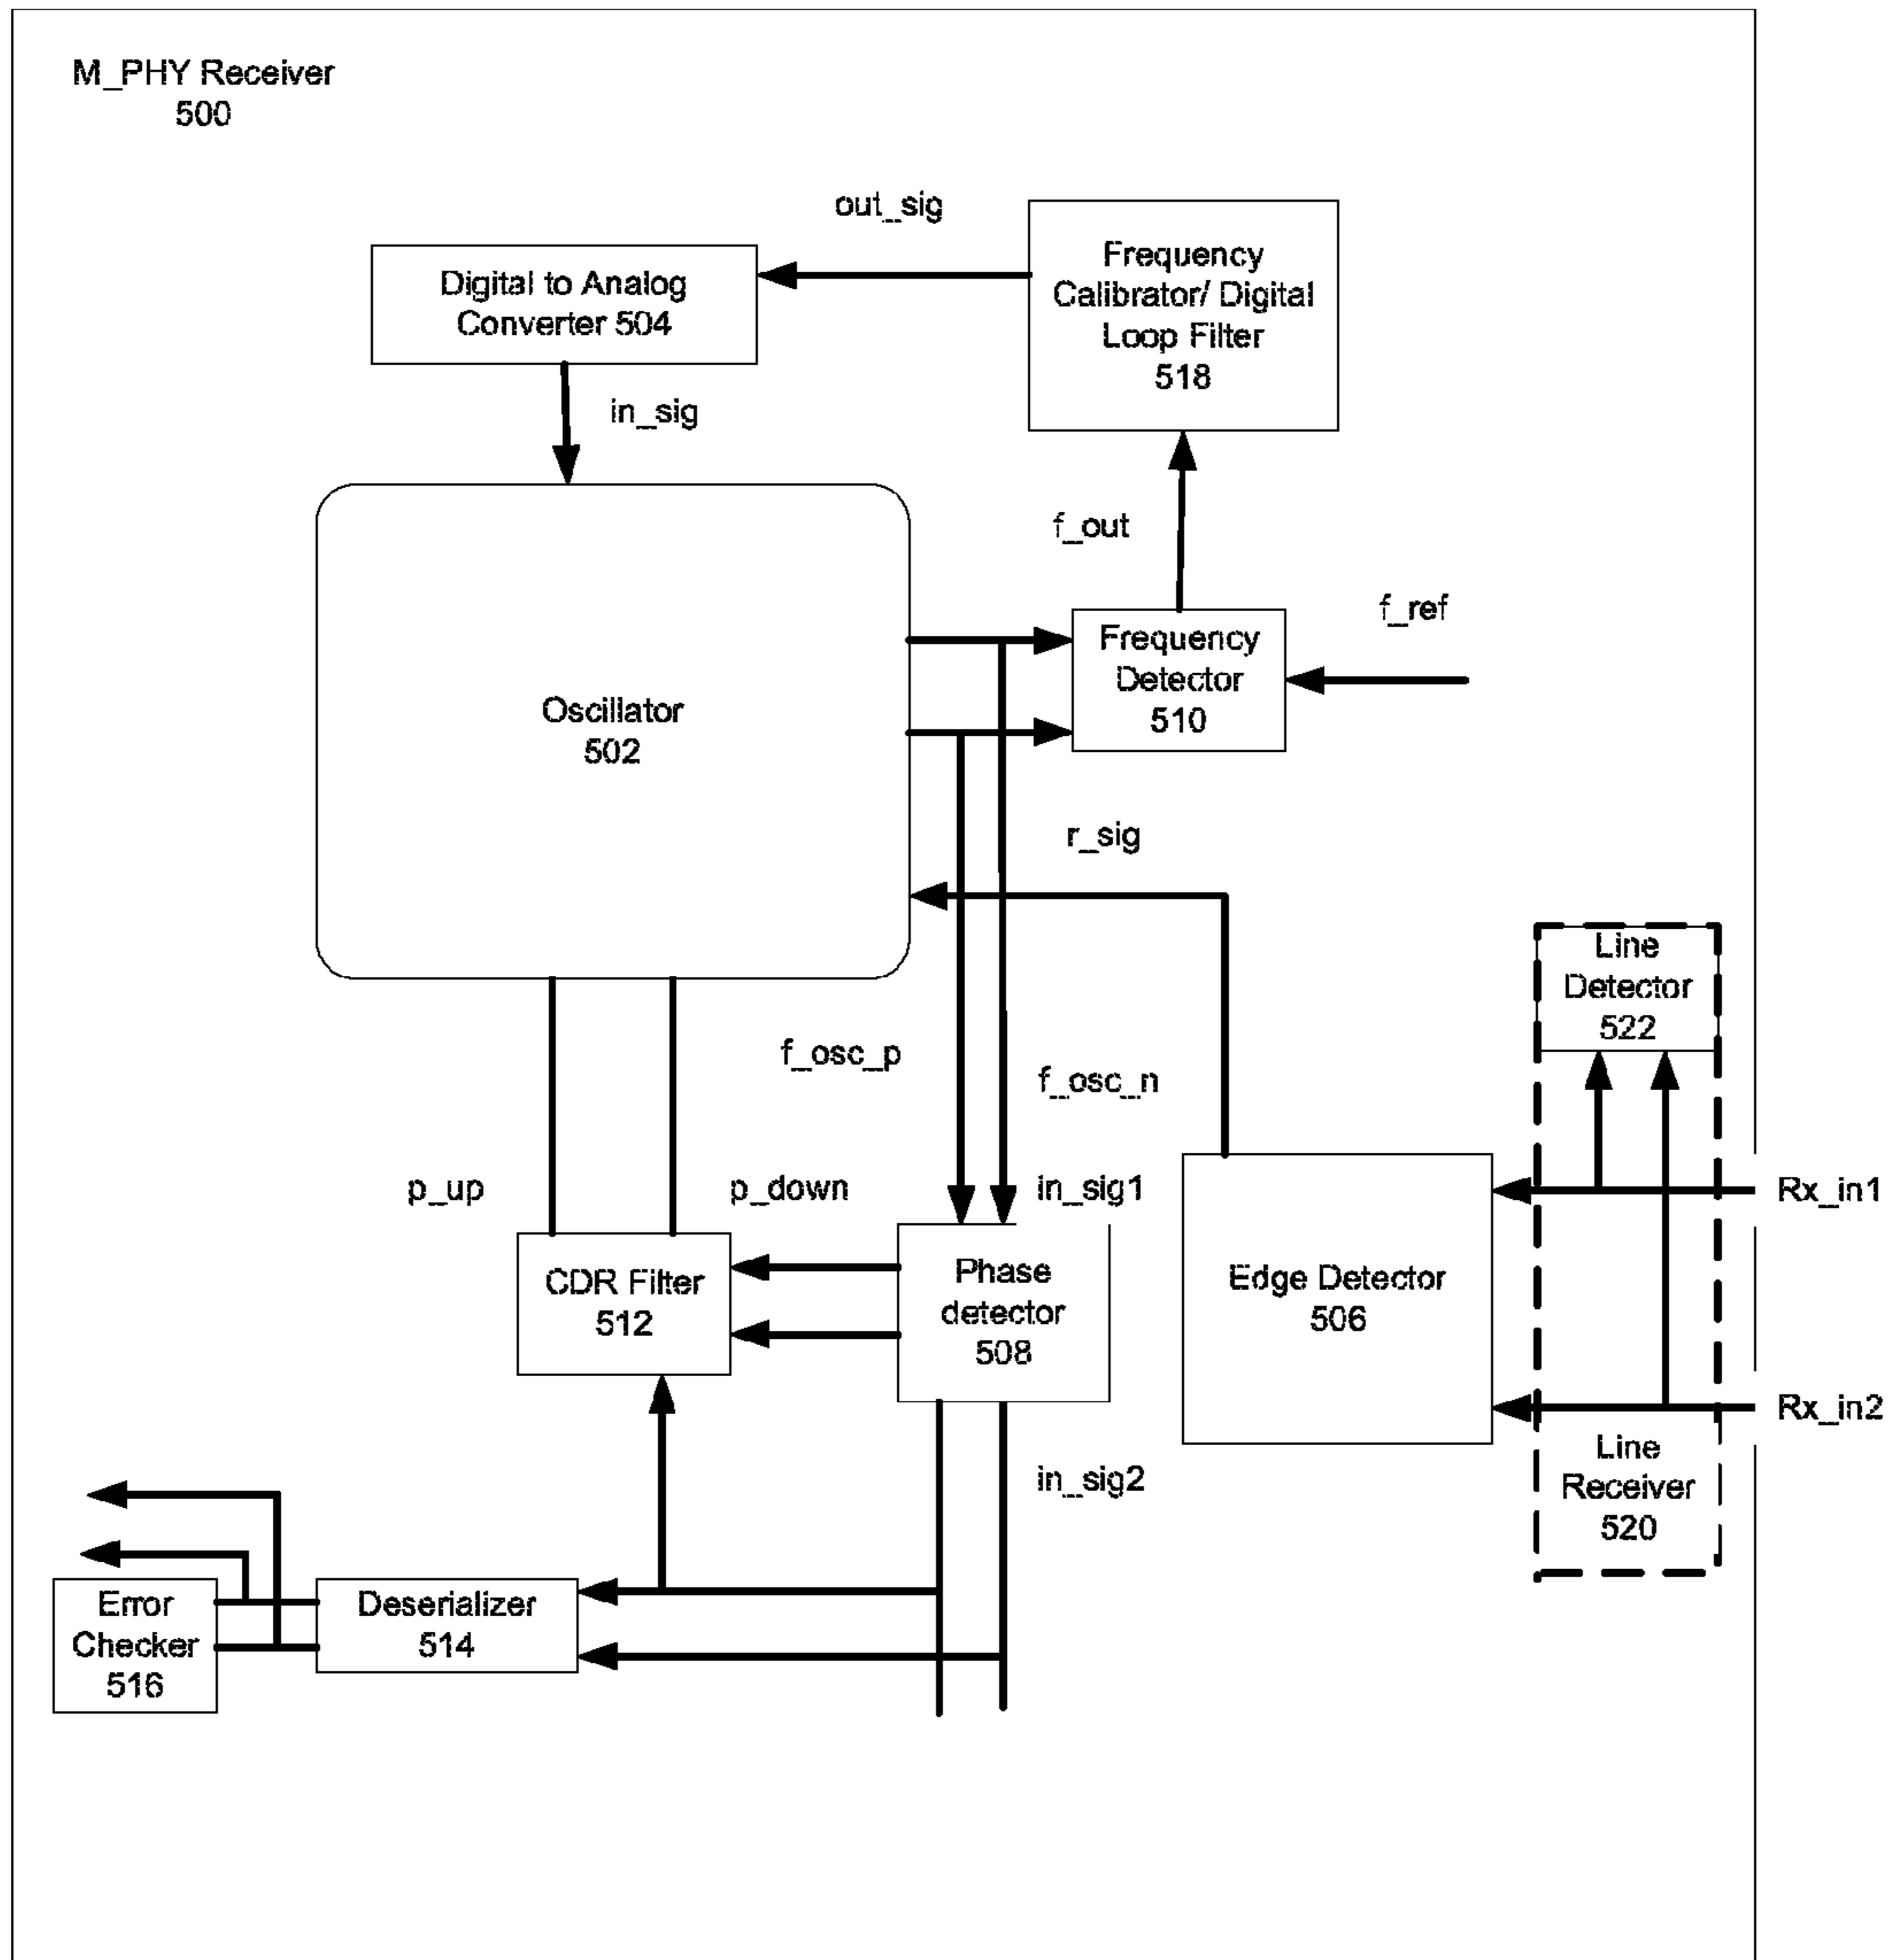 M_PHY Receiver
500
out_sig
Frequency
Calibrator/ Digital
Loop Filter
518
Digital to Analog
Converter 504
in_sig
f_out
f_ref
Frequency
Detector
510
Oscillator
502
r_sig
Line
Detector
522
f_osc_p
f_osc_n
p_up
p_down
in_sig1
Rx_in1
CDR Filter
512
Phase
detector
508
Edge Detector
506
Rx_in2
Line
Receiver
520
in_sig2
Error
Checker
516
Deserializer
514